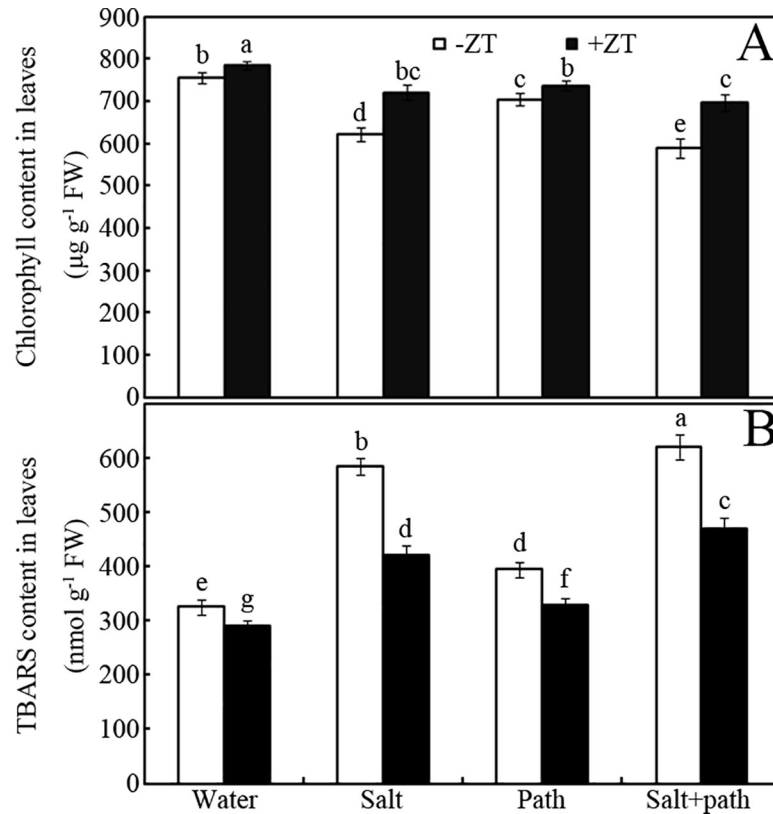 Chlorophyll content in leaves
(µg g⁻¹ FW)
900
800
700
600
500
400
300
200
100
0
-ZT +ZT
A
b a
d bc
c b
e c
TBARS content in leaves
(nmol g⁻¹ FW)
600
500
400
300
200
100
0
B
e g
b d
d f
a c
Water Salt Path Salt+path